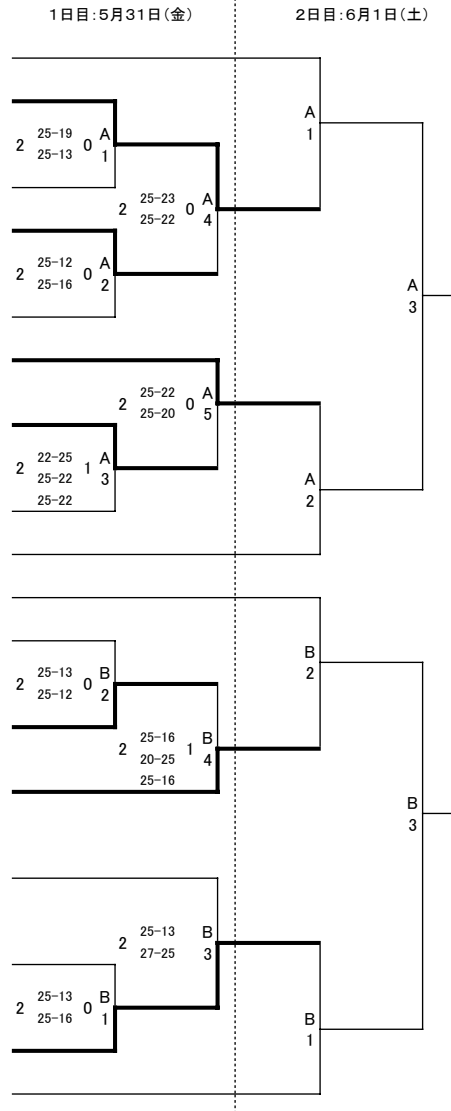 1日目:5月31日(金)
2日目:6月1日(土)
A
1
2 25-19 0 A
25-13 1
2 25-23 0 A
25-22 4
2 25-12 0 A
25-16 2
A
3
2 25-22 0 A
25-20 5
2 22-25 1 A
25-22 3
25-22
A
2
B
2
2 25-13 0 B
25-12 2
2 25-16 1 B
20-25 4
25-16
B
3
2 25-13 B
27-25 3
2 25-13 0 B
25-16 1
B
1